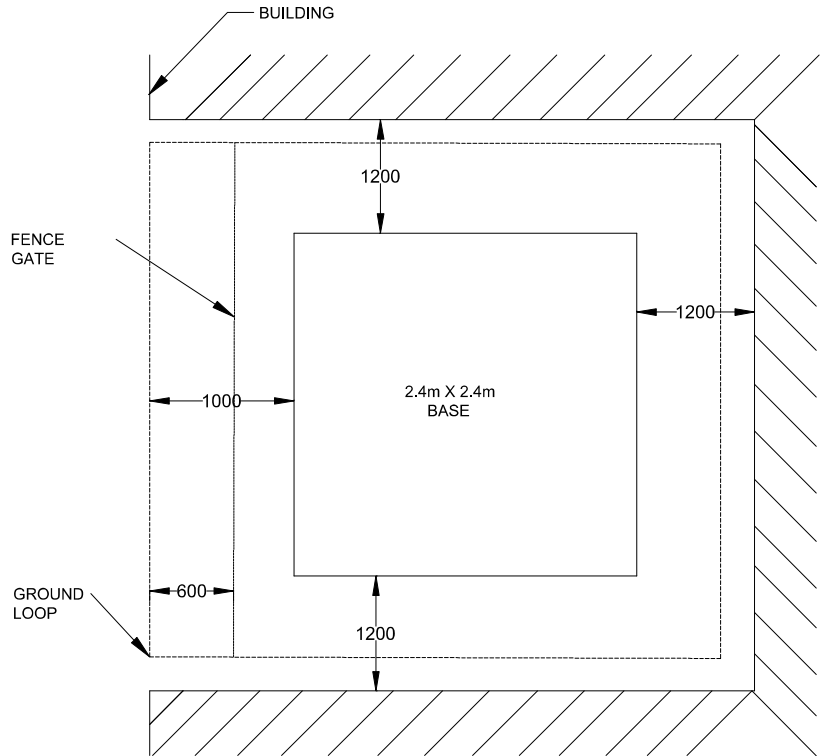 BUILDING
1200
FENCE
GATE
1200
1000
2.4m X 2.4m
BASE
600
GROUND
LOOP
1200